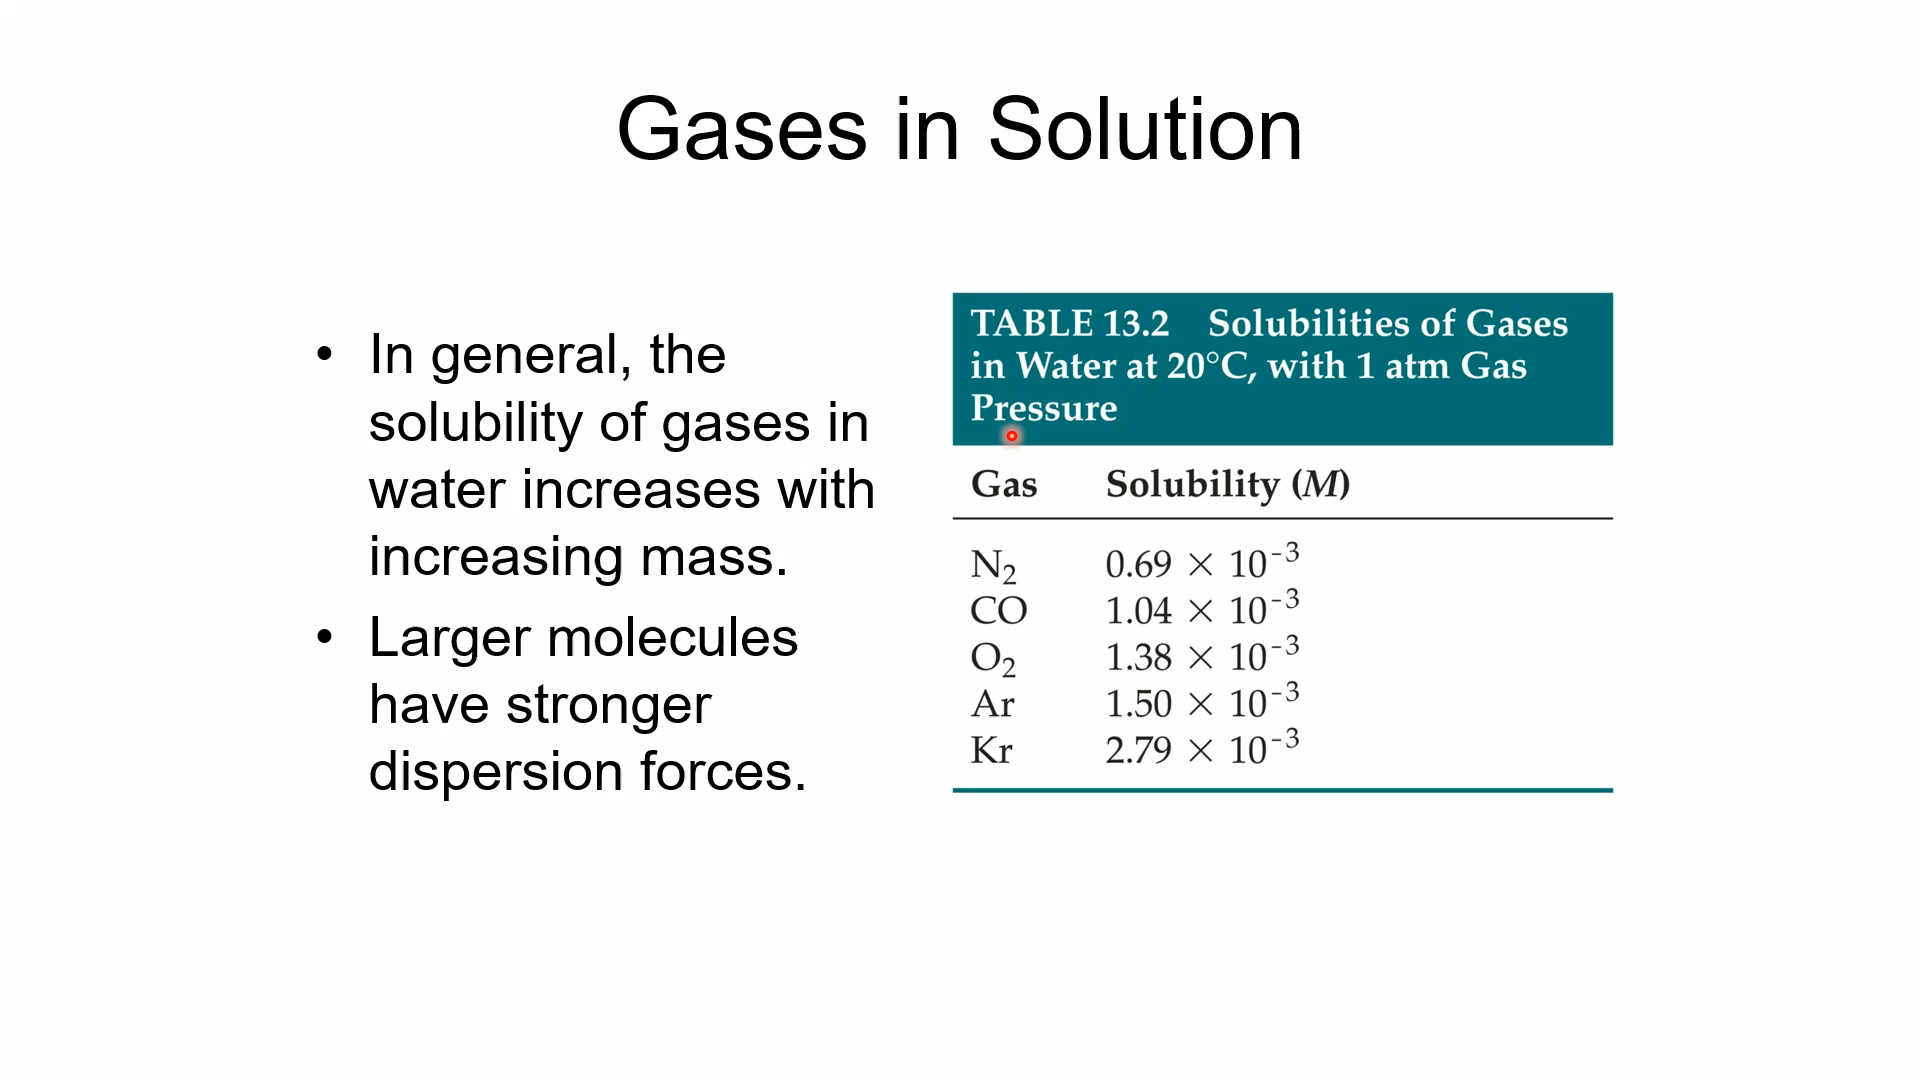 Gases in Solution
• In general, the
solubility of gases in
water increases with
increasing mass.
• Larger molecules
have stronger
dispersion forces.
TABLE 13.2 Solubilities of Gases
in Water at 20°C, with 1 atm Gas
Pressure
Gas Solubility (M)
N₂ 0.69 × 10⁻³
CO 1.04 × 10⁻³
O₂ 1.38 × 10⁻³
Ar 1.50 × 10⁻³
Kr 2.79 × 10⁻³